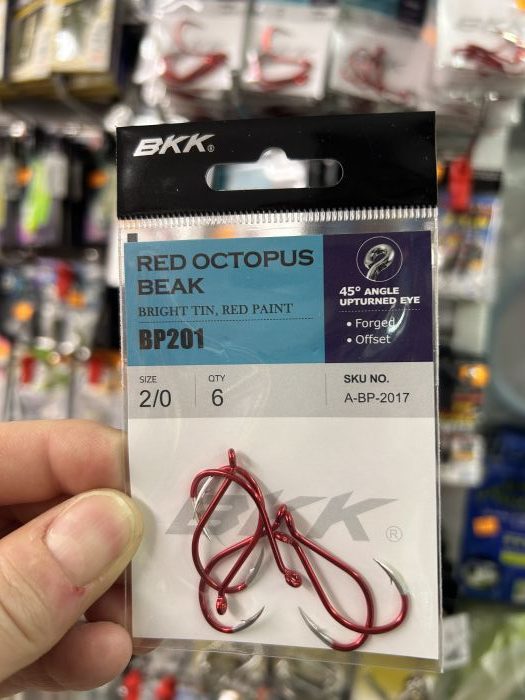 BKK®
RED OCTOPUS
BEAK
BRIGHT TIN, RED PAINT
BP201
45° ANGLE
UPTURNED EYE
• Forged
• Offset
SIZE
2/0
QTY
6
SKU NO.
A-BP-2017
BKK®
BKK